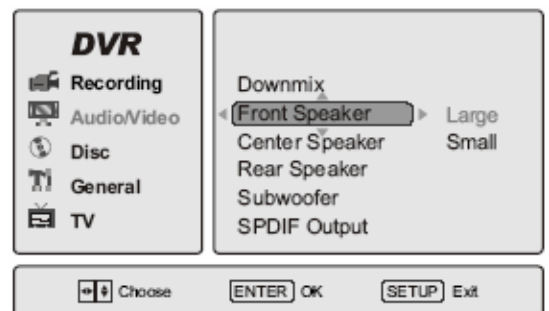 DVR
Recording
Audio/Video
Disc
General
TV
Downmix
Front Speaker Large
Center Speaker Small
Rear Speaker
Subwoofer
SPDIF Output
Choose ENTER OK SETUP Exit